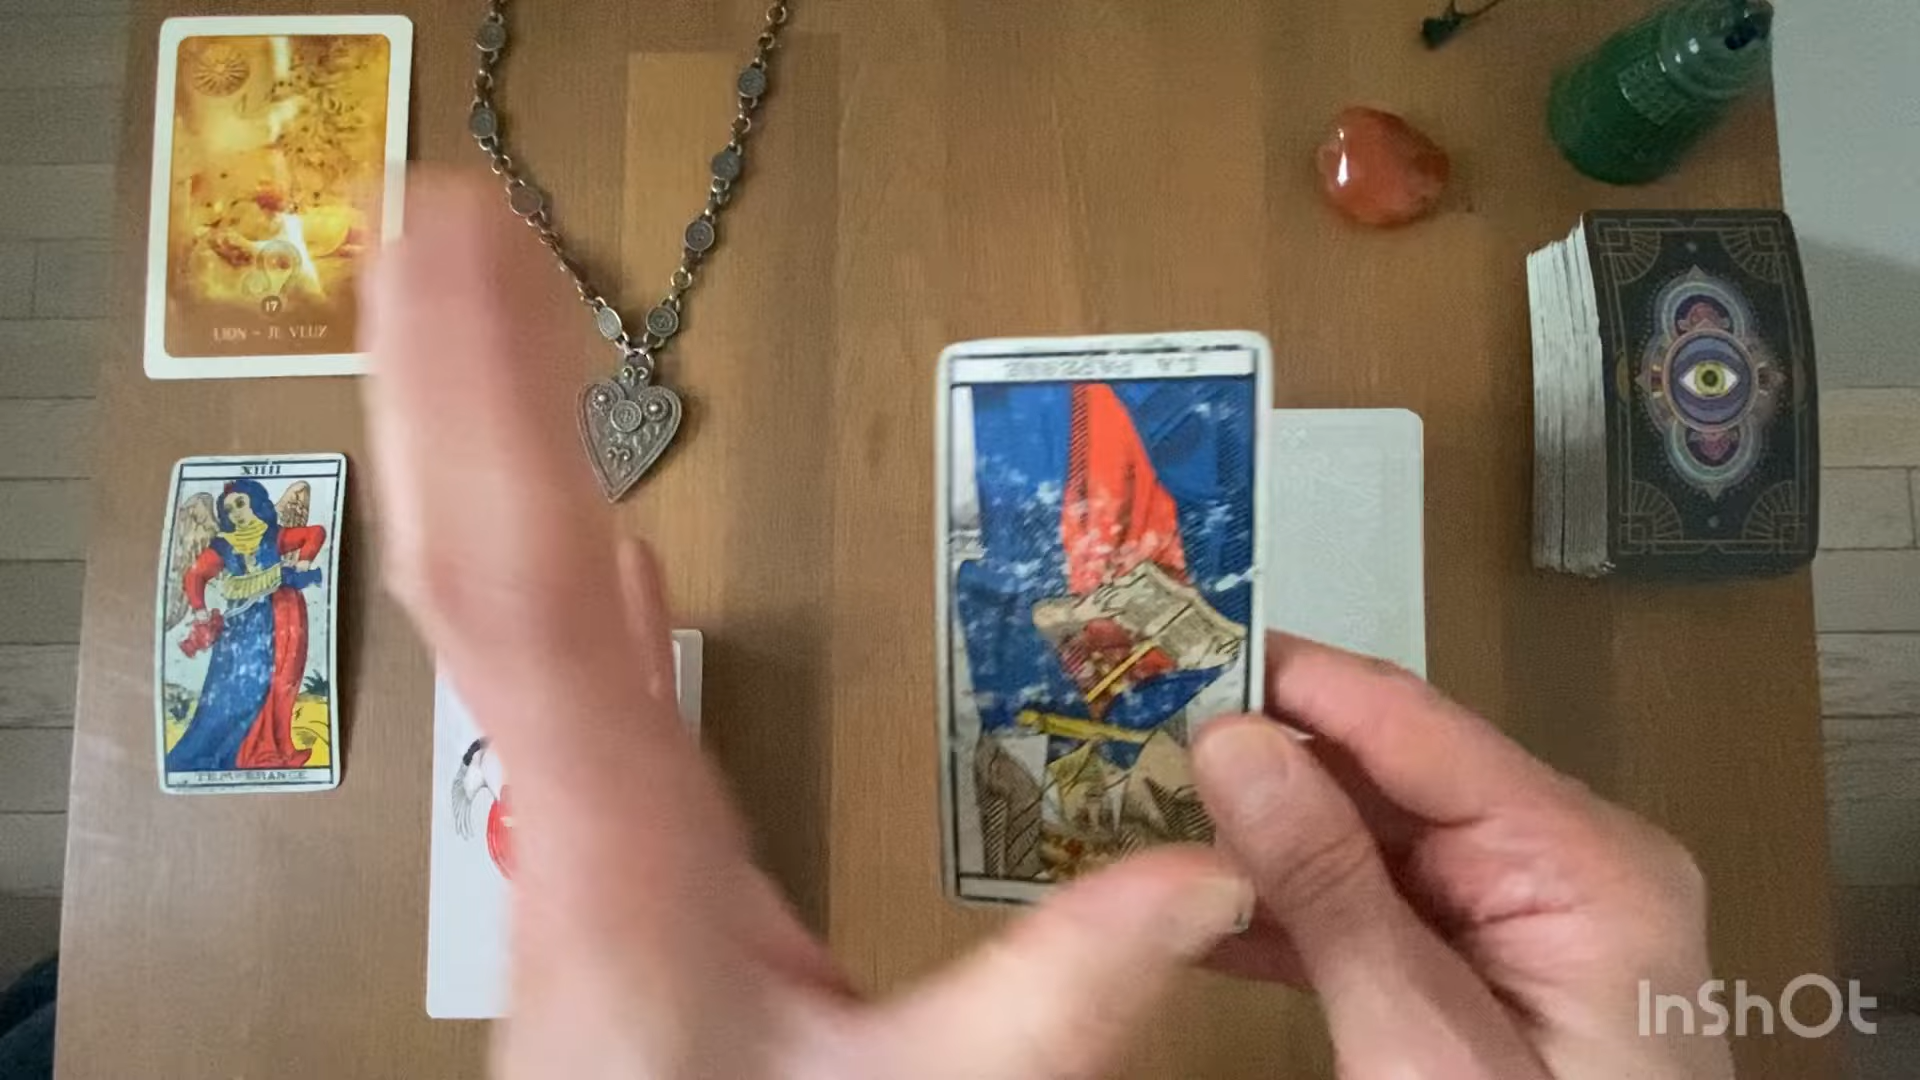 17
LION - JE VEUX
LA PAPESSE
XIIII
TEMPERANCE
InShOt